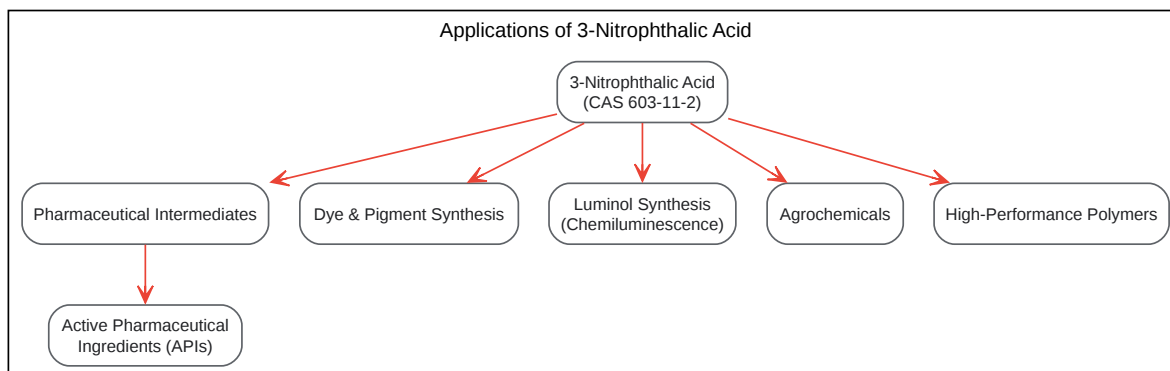 Applications of 3-Nitrophthalic Acid
3-Nitrophthalic Acid
(CAS 603-11-2)
Pharmaceutical Intermediates
Dye & Pigment Synthesis
Luminol Synthesis
(Chemiluminescence)
Agrochemicals
High-Performance Polymers
Active Pharmaceutical
Ingredients (APIs)